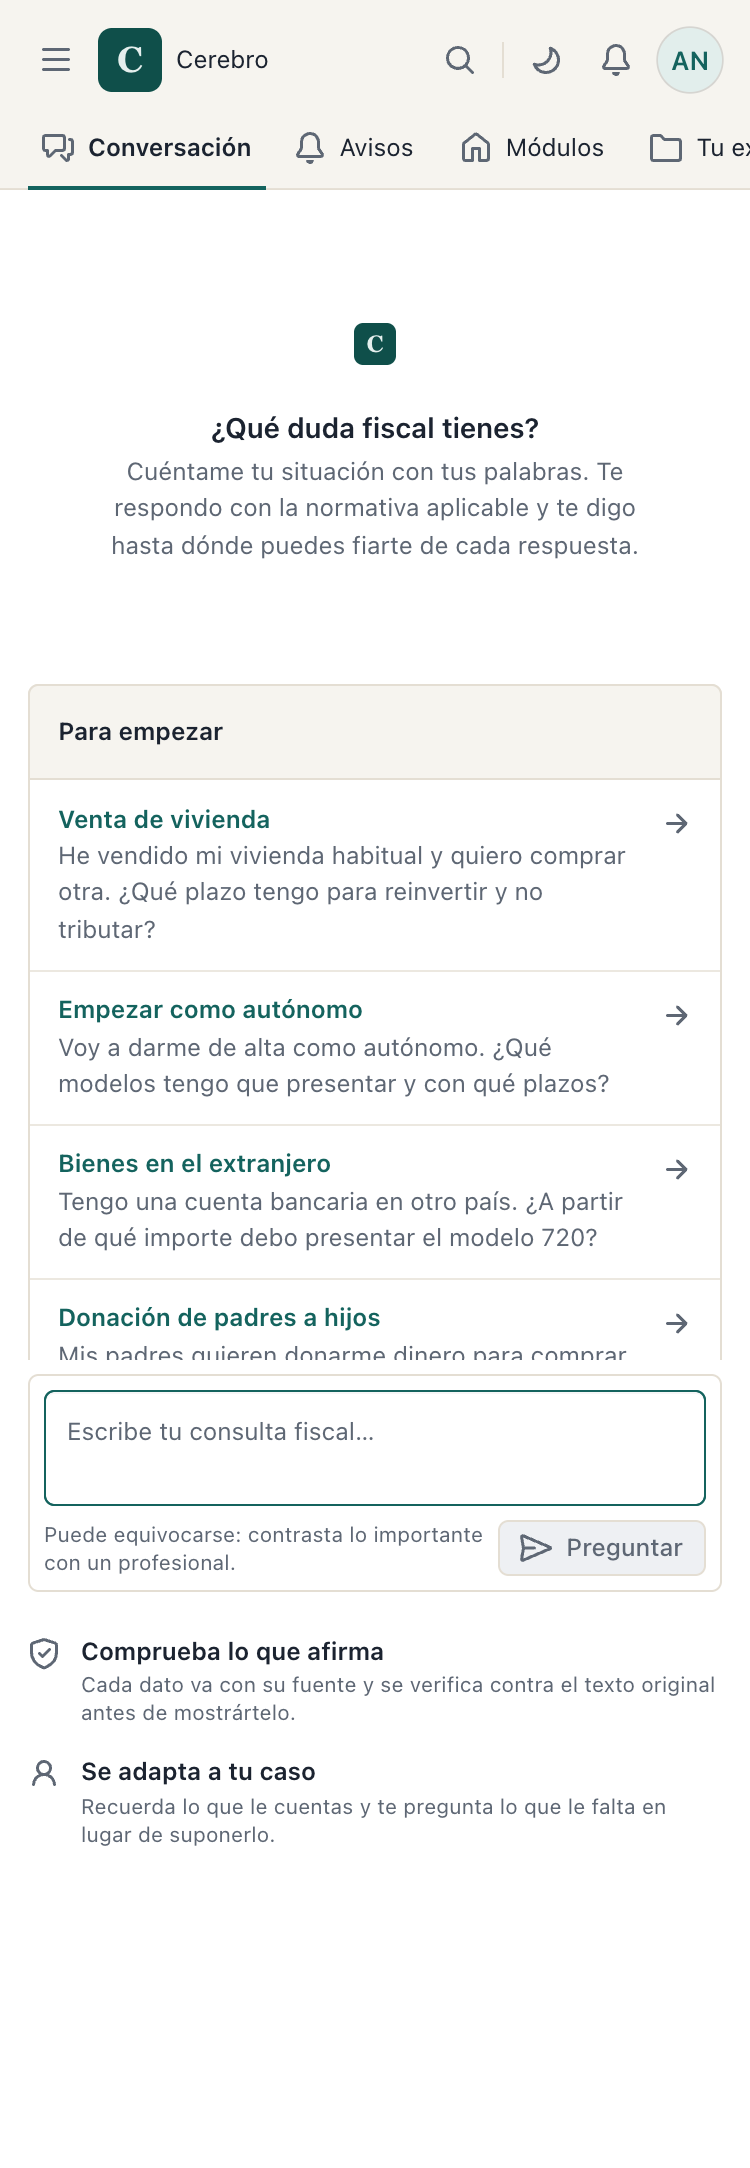 C Cerebro AN
Conversación Avisos Módulos Tu ex
C
¿Qué duda fiscal tienes?
Cuéntame tu situación con tus palabras. Te
respondo con la normativa aplicable y te digo
hasta dónde puedes fiarte de cada respuesta.
Para empezar
Venta de vivienda
He vendido mi vivienda habitual y quiero comprar
otra. ¿Qué plazo tengo para reinvertir y no
tributar?
Empezar como autónomo
Voy a darme de alta como autónomo. ¿Qué
modelos tengo que presentar y con qué plazos?
Bienes en el extranjero
Tengo una cuenta bancaria en otro país. ¿A partir
de qué importe debo presentar el modelo 720?
Donación de padres a hijos
Mis padres quieren donarme dinero para comprar
Escribe tu consulta fiscal...
Puede equivocarse: contrasta lo importante
con un profesional.
Preguntar
Comprueba lo que afirma
Cada dato va con su fuente y se verifica contra el texto original
antes de mostrártelo.
Se adapta a tu caso
Recuerda lo que le cuentas y te pregunta lo que le falta en
lugar de suponerlo.